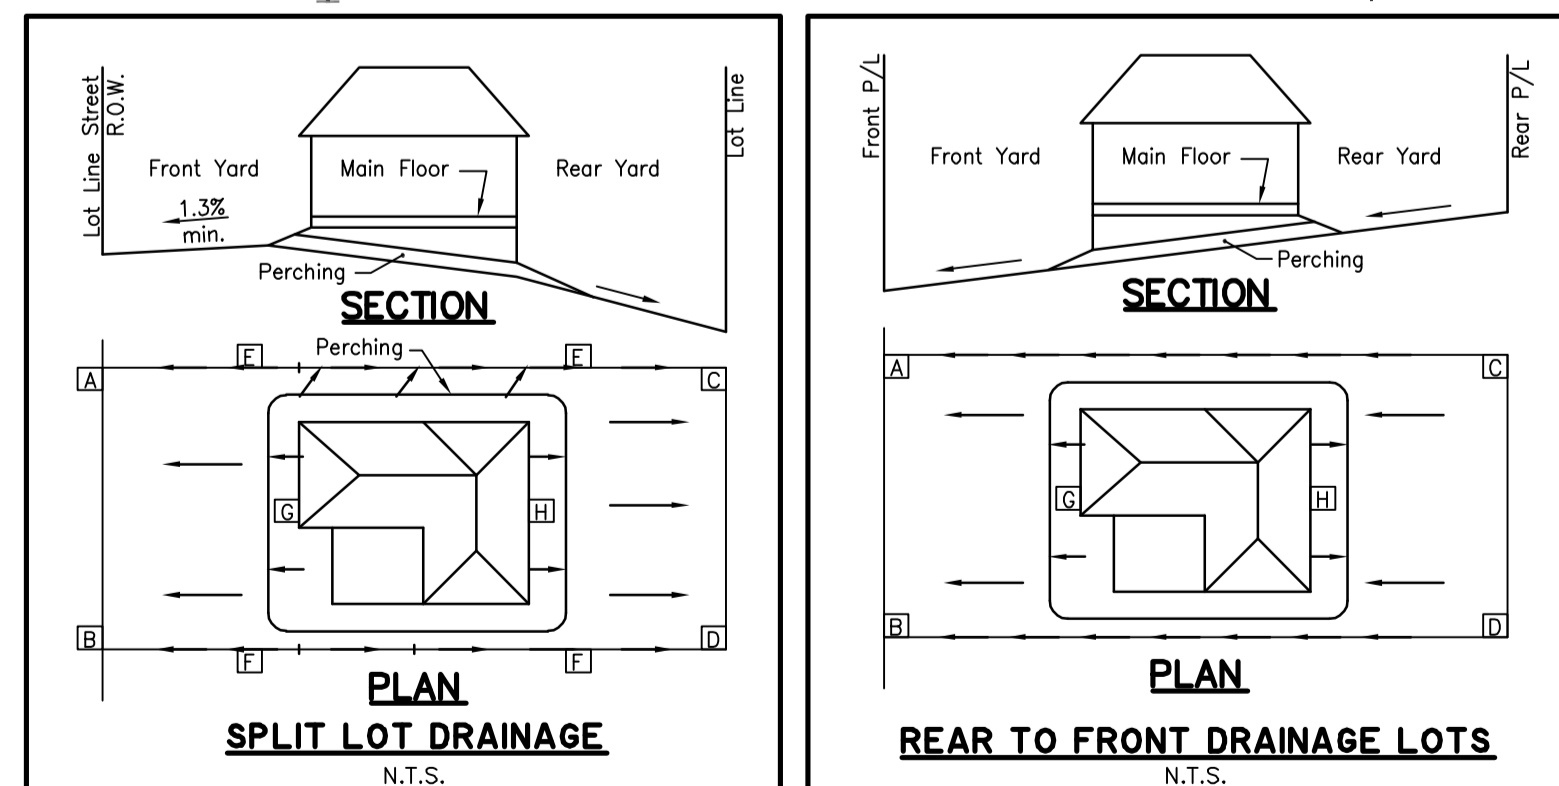 Lot Line Street
R.O.W.
Front Yard
Main Floor
Rear Yard
Lot Line
1.3%
min.
Perching
SECTION
Perching
E
E
A
C
G
H
B
D
F
F
PLAN
SPLIT LOT DRAINAGE
N.T.S.
Front P/L
Front Yard
Main Floor
Rear Yard
Rear P/L
Perching
SECTION
A
C
G
H
B
D
PLAN
REAR TO FRONT DRAINAGE LOTS
N.T.S.